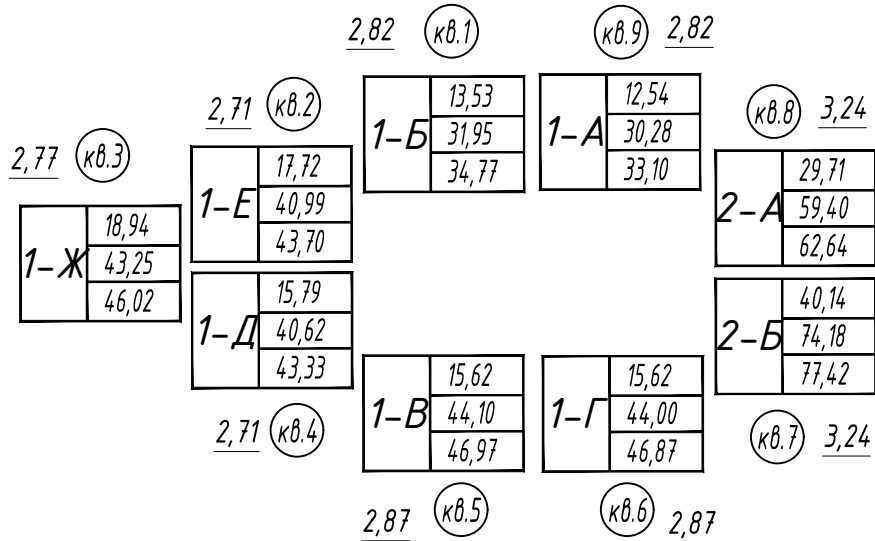 2,82 кв.1
1-Б 13,53
31,95
34,77
кв.9 2,82
1-А 12,54
30,28
33,10
2,71 кв.2
1-Е 17,72
40,99
43,70
кв.8 3,24
2-А 29,71
59,40
62,64
2,77 кв.3
1-Ж 18,94
43,25
46,02
1-Д 15,79
40,62
43,33
2,71 кв.4
2-Б 40,14
74,18
77,42
кв.7 3,24
1-В 15,62
44,10
46,97
2,87 кв.5
1-Г 15,62
44,00
46,87
кв.6 2,87